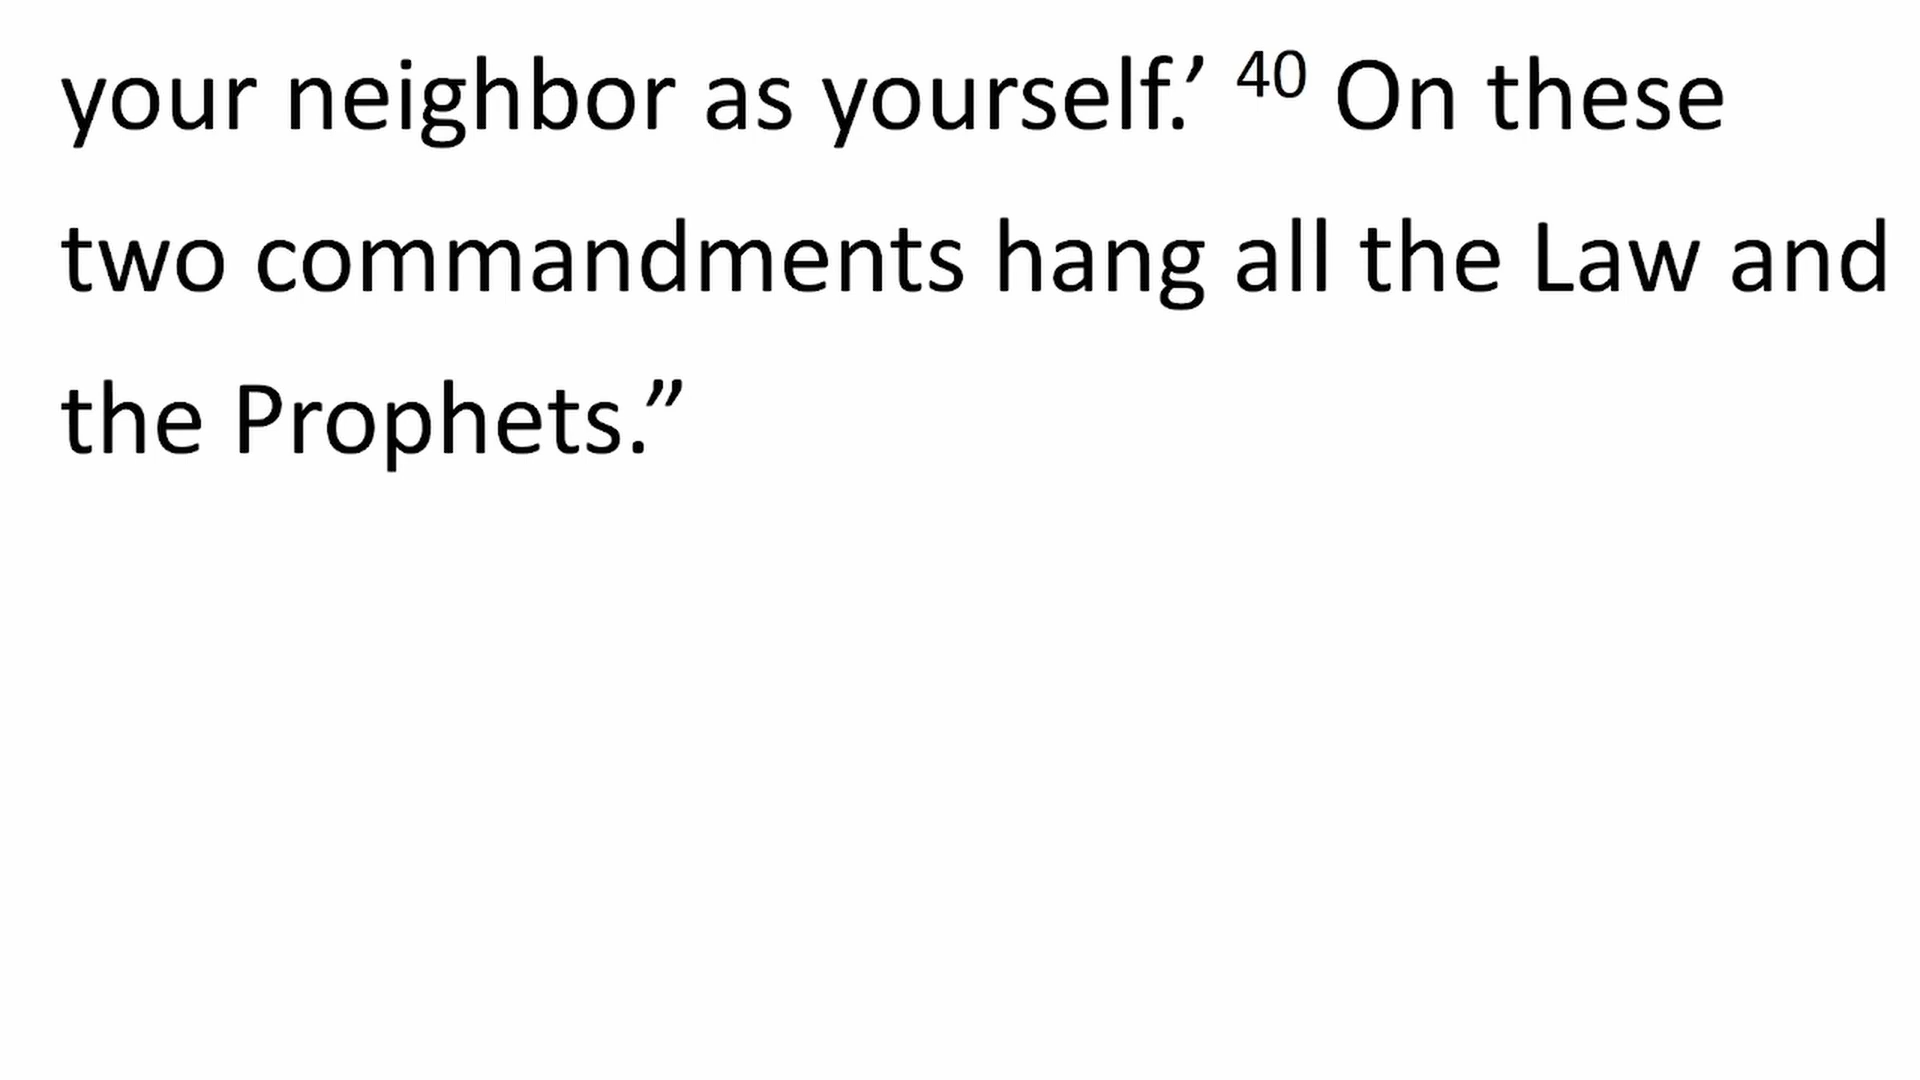 your neighbor as yourself.’ 40 On these
two commandments hang all the Law and
the Prophets.”